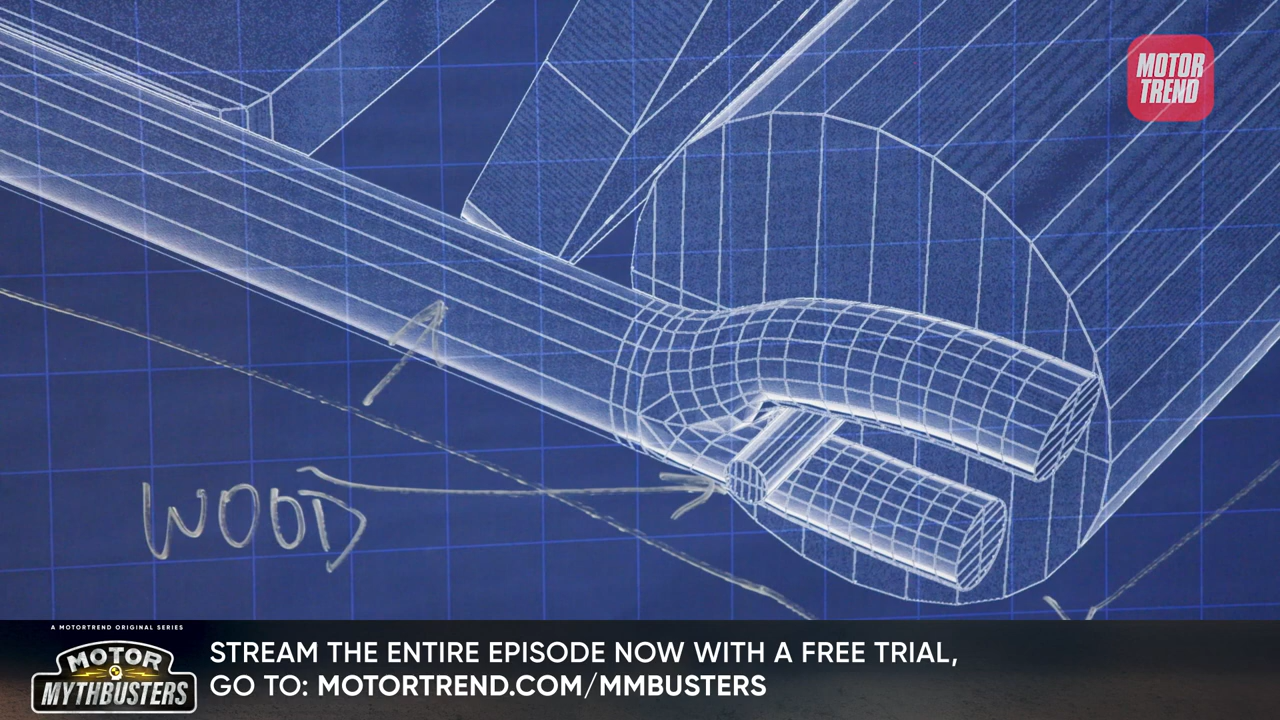 MOTOR
TREND
WOOD
A MOTORTREND ORIGINAL SERIES
MOTOR
MYTHBUSTERS
STREAM THE ENTIRE EPISODE NOW WITH A FREE TRIAL,
GO TO: MOTORTREND.COM/MMBUSTERS